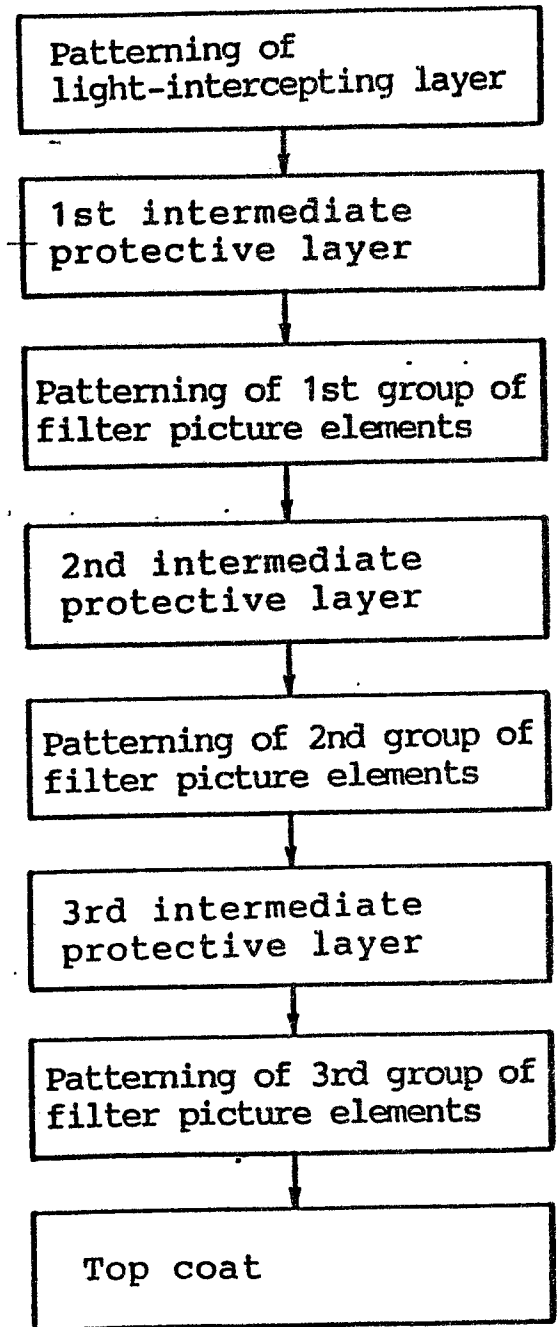 Patterning of
light-intercepting layer
1st intermediate
protective layer
Patterning of 1st group of
filter picture elements
2nd intermediate
protective layer
Patterning of 2nd group of
filter picture elements
3rd intermediate
protective layer
Patterning of 3rd group of
filter picture elements
Top coat